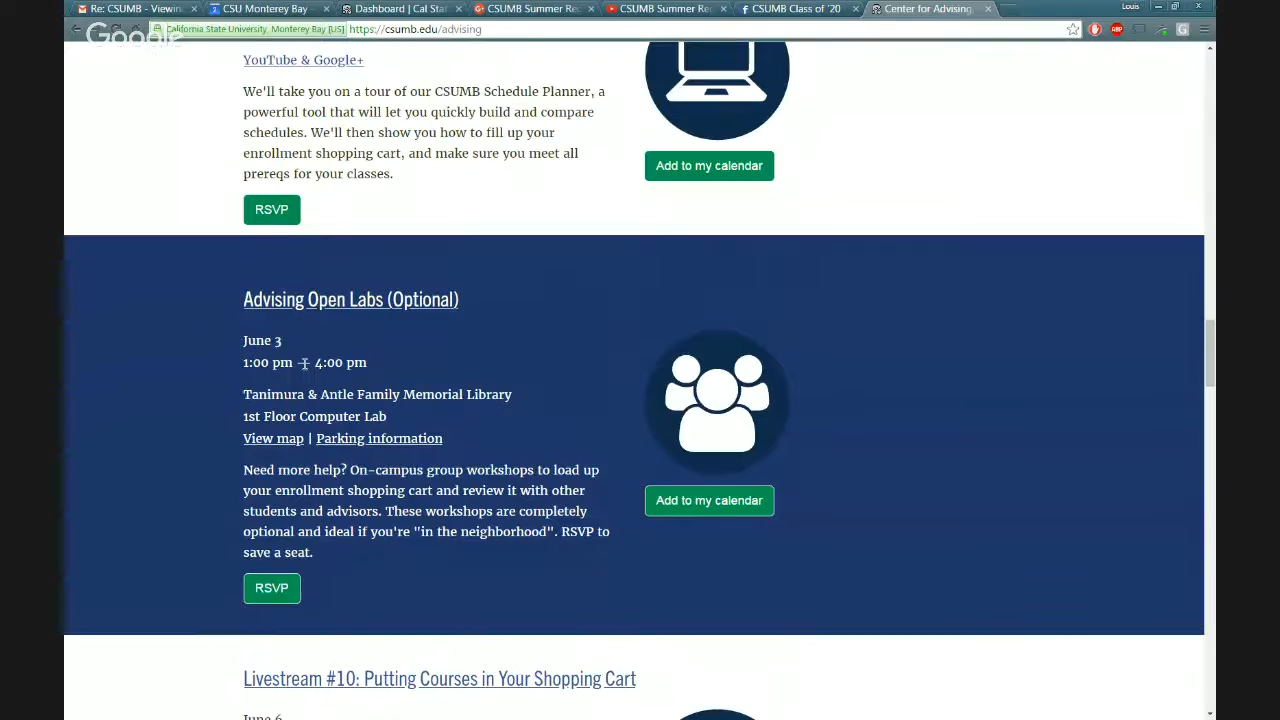 Re: CSUMB - Viewin
CSU Monterey Bay
Dashboard | Cal Sta
CSUMB Summer Re
CSUMB Summer Re
CSUMB Class of '20
Center for Advising
Louis
Google
California State University, Monterey Bay [US]
https://csumb.edu/advising
YouTube & Google+
We'll take you on a tour of our CSUMB Schedule Planner, a
powerful tool that will let you quickly build and compare
schedules. We'll then show you how to fill up your
enrollment shopping cart, and make sure you meet all
prereqs for your classes.
Add to my calendar
RSVP
Advising Open Labs (Optional)
June 3
1:00 pm – 4:00 pm
Tanimura & Antle Family Memorial Library
1st Floor Computer Lab
View map | Parking information
Need more help? On-campus group workshops to load up
your enrollment shopping cart and review it with other
students and advisors. These workshops are completely
optional and ideal if you're "in the neighborhood". RSVP to
save a seat.
Add to my calendar
RSVP
Livestream #10: Putting Courses in Your Shopping Cart
June 6